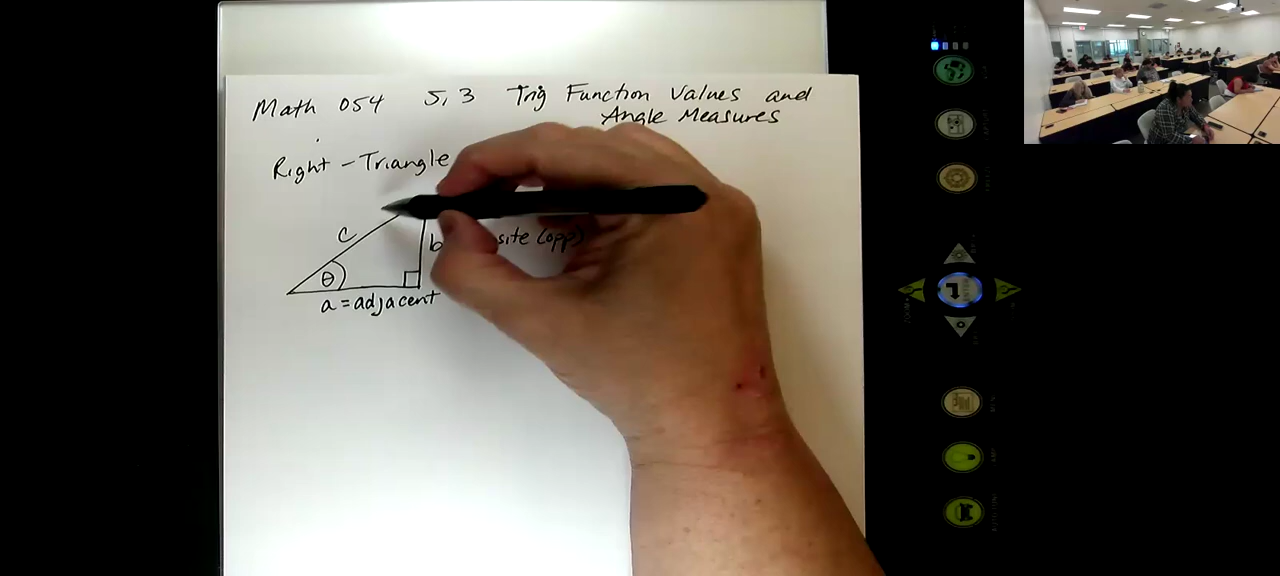 Math 054 5.3 Trig Function Values and
Angle Measures
Right-Triangle
c
b site (opp)
θ
a = adjacent